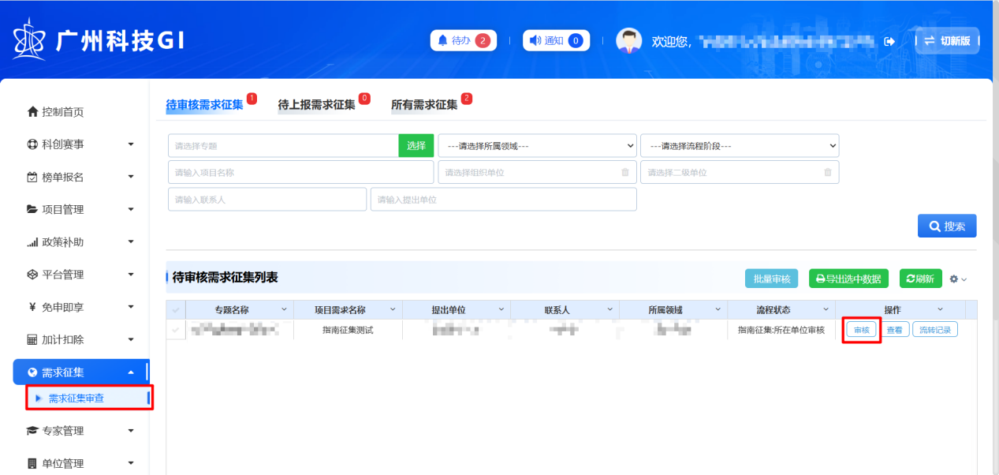 广州科技GI
待办 2
通知 0
欢迎您,
切新版
控制首页
科创赛事
榜单报名
项目管理
政策补助
平台管理
免申即享
加计扣除
需求征集
需求征集审查
专家管理
单位管理
待审核需求征集 1 待上报需求征集 0 所有需求征集 2
请选择专题 选择 ---请选择所属领域--- ---请选择流程阶段---
请输入项目名称 请选择组织单位 请选择二级单位
请输入联系人 请输入提出单位
搜索
待审核需求征集列表 批量审核 导出选中数据 刷新
专题名称 项目需求名称 提出单位 联系人 所属领域 流程状态 操作
指南征集测试 指南征集:所在单位审核 审核 查看 流转记录